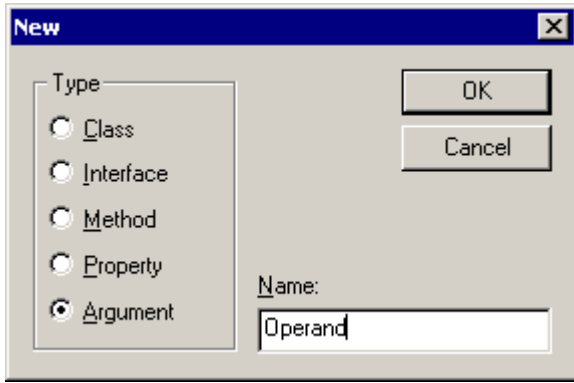 New
Type
Class
Interface
Method
Property
Argument
OK
Cancel
Name:
Operand